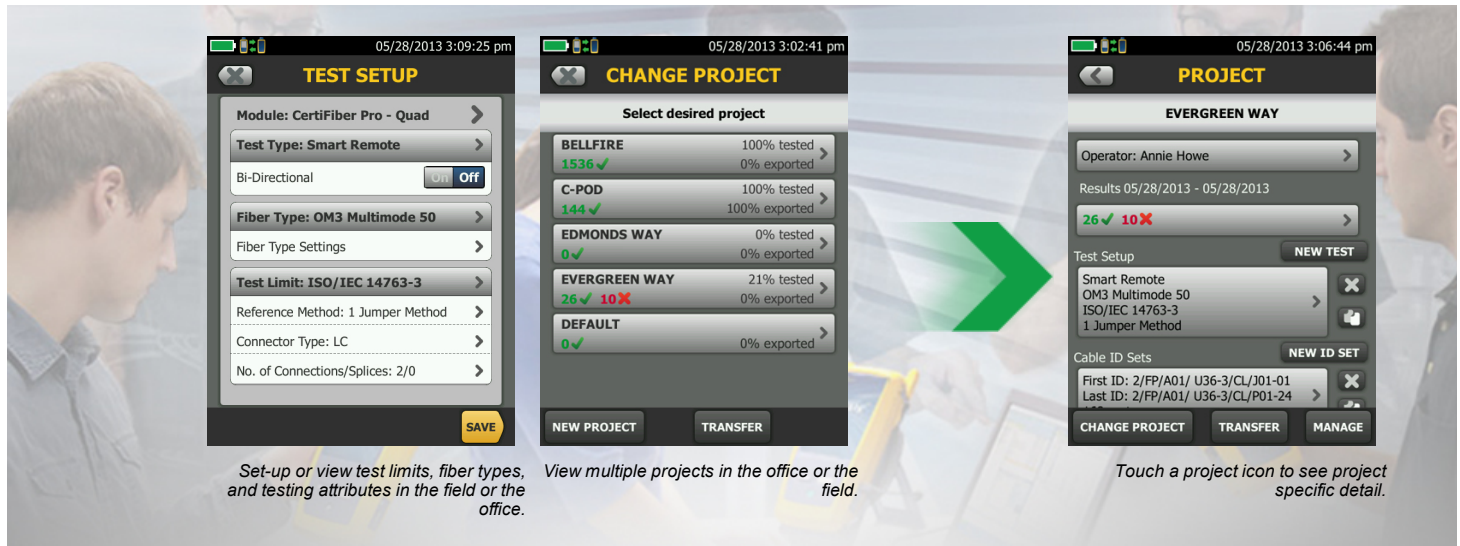 05/28/2013 3:09:25 pm
TEST SETUP
Module: CertiFiber Pro - Quad
Test Type: Smart Remote
Bi-Directional On Off
Fiber Type: OM3 Multimode 50
Fiber Type Settings
Test Limit: ISO/IEC 14763-3
Reference Method: 1 Jumper Method
Connector Type: LC
No. of Connections/Splices: 2/0
SAVE
Set-up or view test limits, fiber types,
and testing attributes in the field or the
office.
05/28/2013 3:02:41 pm
CHANGE PROJECT
Select desired project
BELLFIRE 100% tested
1536 0% exported
C-POD 100% tested
144 100% exported
EDMONDS WAY 0% tested
0 0% exported
EVERGREEN WAY 21% tested
26 10 0% exported
DEFAULT
0 0% exported
NEW PROJECT TRANSFER
View multiple projects in the office or the
field.
05/28/2013 3:06:44 pm
PROJECT
EVERGREEN WAY
Operator: Annie Howe
Results 05/28/2013 - 05/28/2013
26 10
Test Setup NEW TEST
Smart Remote
OM3 Multimode 50
ISO/IEC 14763-3
1 Jumper Method
Cable ID Sets NEW ID SET
First ID: 2/FP/A01/ U36-3/CL/J01-01
Last ID: 2/FP/A01/ U36-3/CL/P01-24
CHANGE PROJECT TRANSFER MANAGE
Touch a project icon to see project
specific detail.